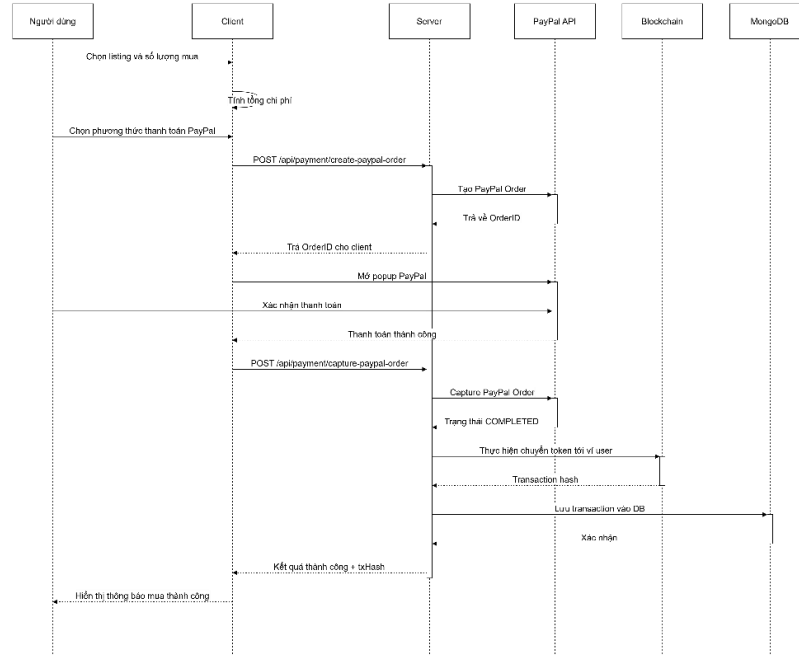 Người dùng
Client
Server
PayPal API
Blockchain
MongoDB
Chọn listing và số lượng mua
Tính tổng chi phí
Chọn phương thức thanh toán PayPal
POST /api/payment/create-paypal-order
Tạo PayPal Order
Trả về OrderID
Trả OrderID cho client
Mở popup PayPal
Xác nhận thanh toán
Thanh toán thành công
POST /api/payment/capture-paypal-order
Capture PayPal Order
Trạng thái COMPLETED
Thực hiện chuyển token tới ví user
Transaction hash
Lưu transaction vào DB
Xác nhận
Kết quả thành công + txHash
Hiển thị thông báo mua thành công